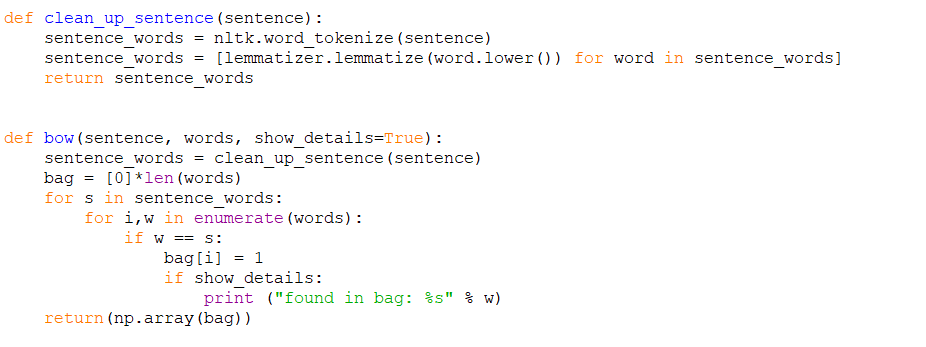 def clean_up_sentence(sentence):
    sentence_words = nltk.word_tokenize(sentence)
    sentence_words = [lemmatizer.lemmatize(word.lower()) for word in sentence_words]
    return sentence_words
def bow(sentence, words, show_details=True):
    sentence_words = clean_up_sentence(sentence)
    bag = [0]*len(words)
    for s in sentence_words:
        for i,w in enumerate(words):
            if w == s:
                bag[i] = 1
                if show_details:
                    print ("found in bag: %s" % w)
    return(np.array(bag))